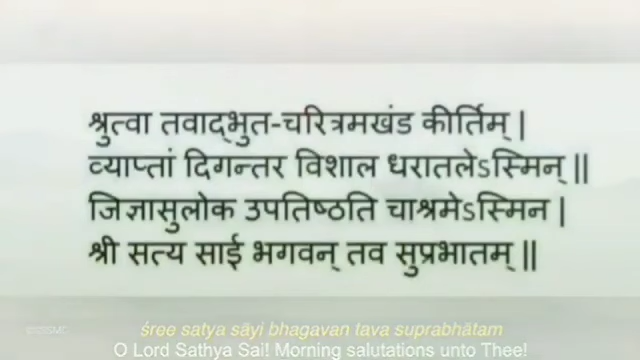 श्रुत्वा तवाद्भुत-चरित्रमखंड कीर्तिम् |
व्याप्तां दिगन्तर विशाल धरातलेऽस्मिन् ||
जिज्ञासुलोक उपतिष्ठति चाश्रमेऽस्मिन |
श्री सत्य साई भगवन् तव सुप्रभातम् ||
śree satya sāyi bhagavan tava suprabhātam
O Lord Sathya Sai! Morning salutations unto Thee!